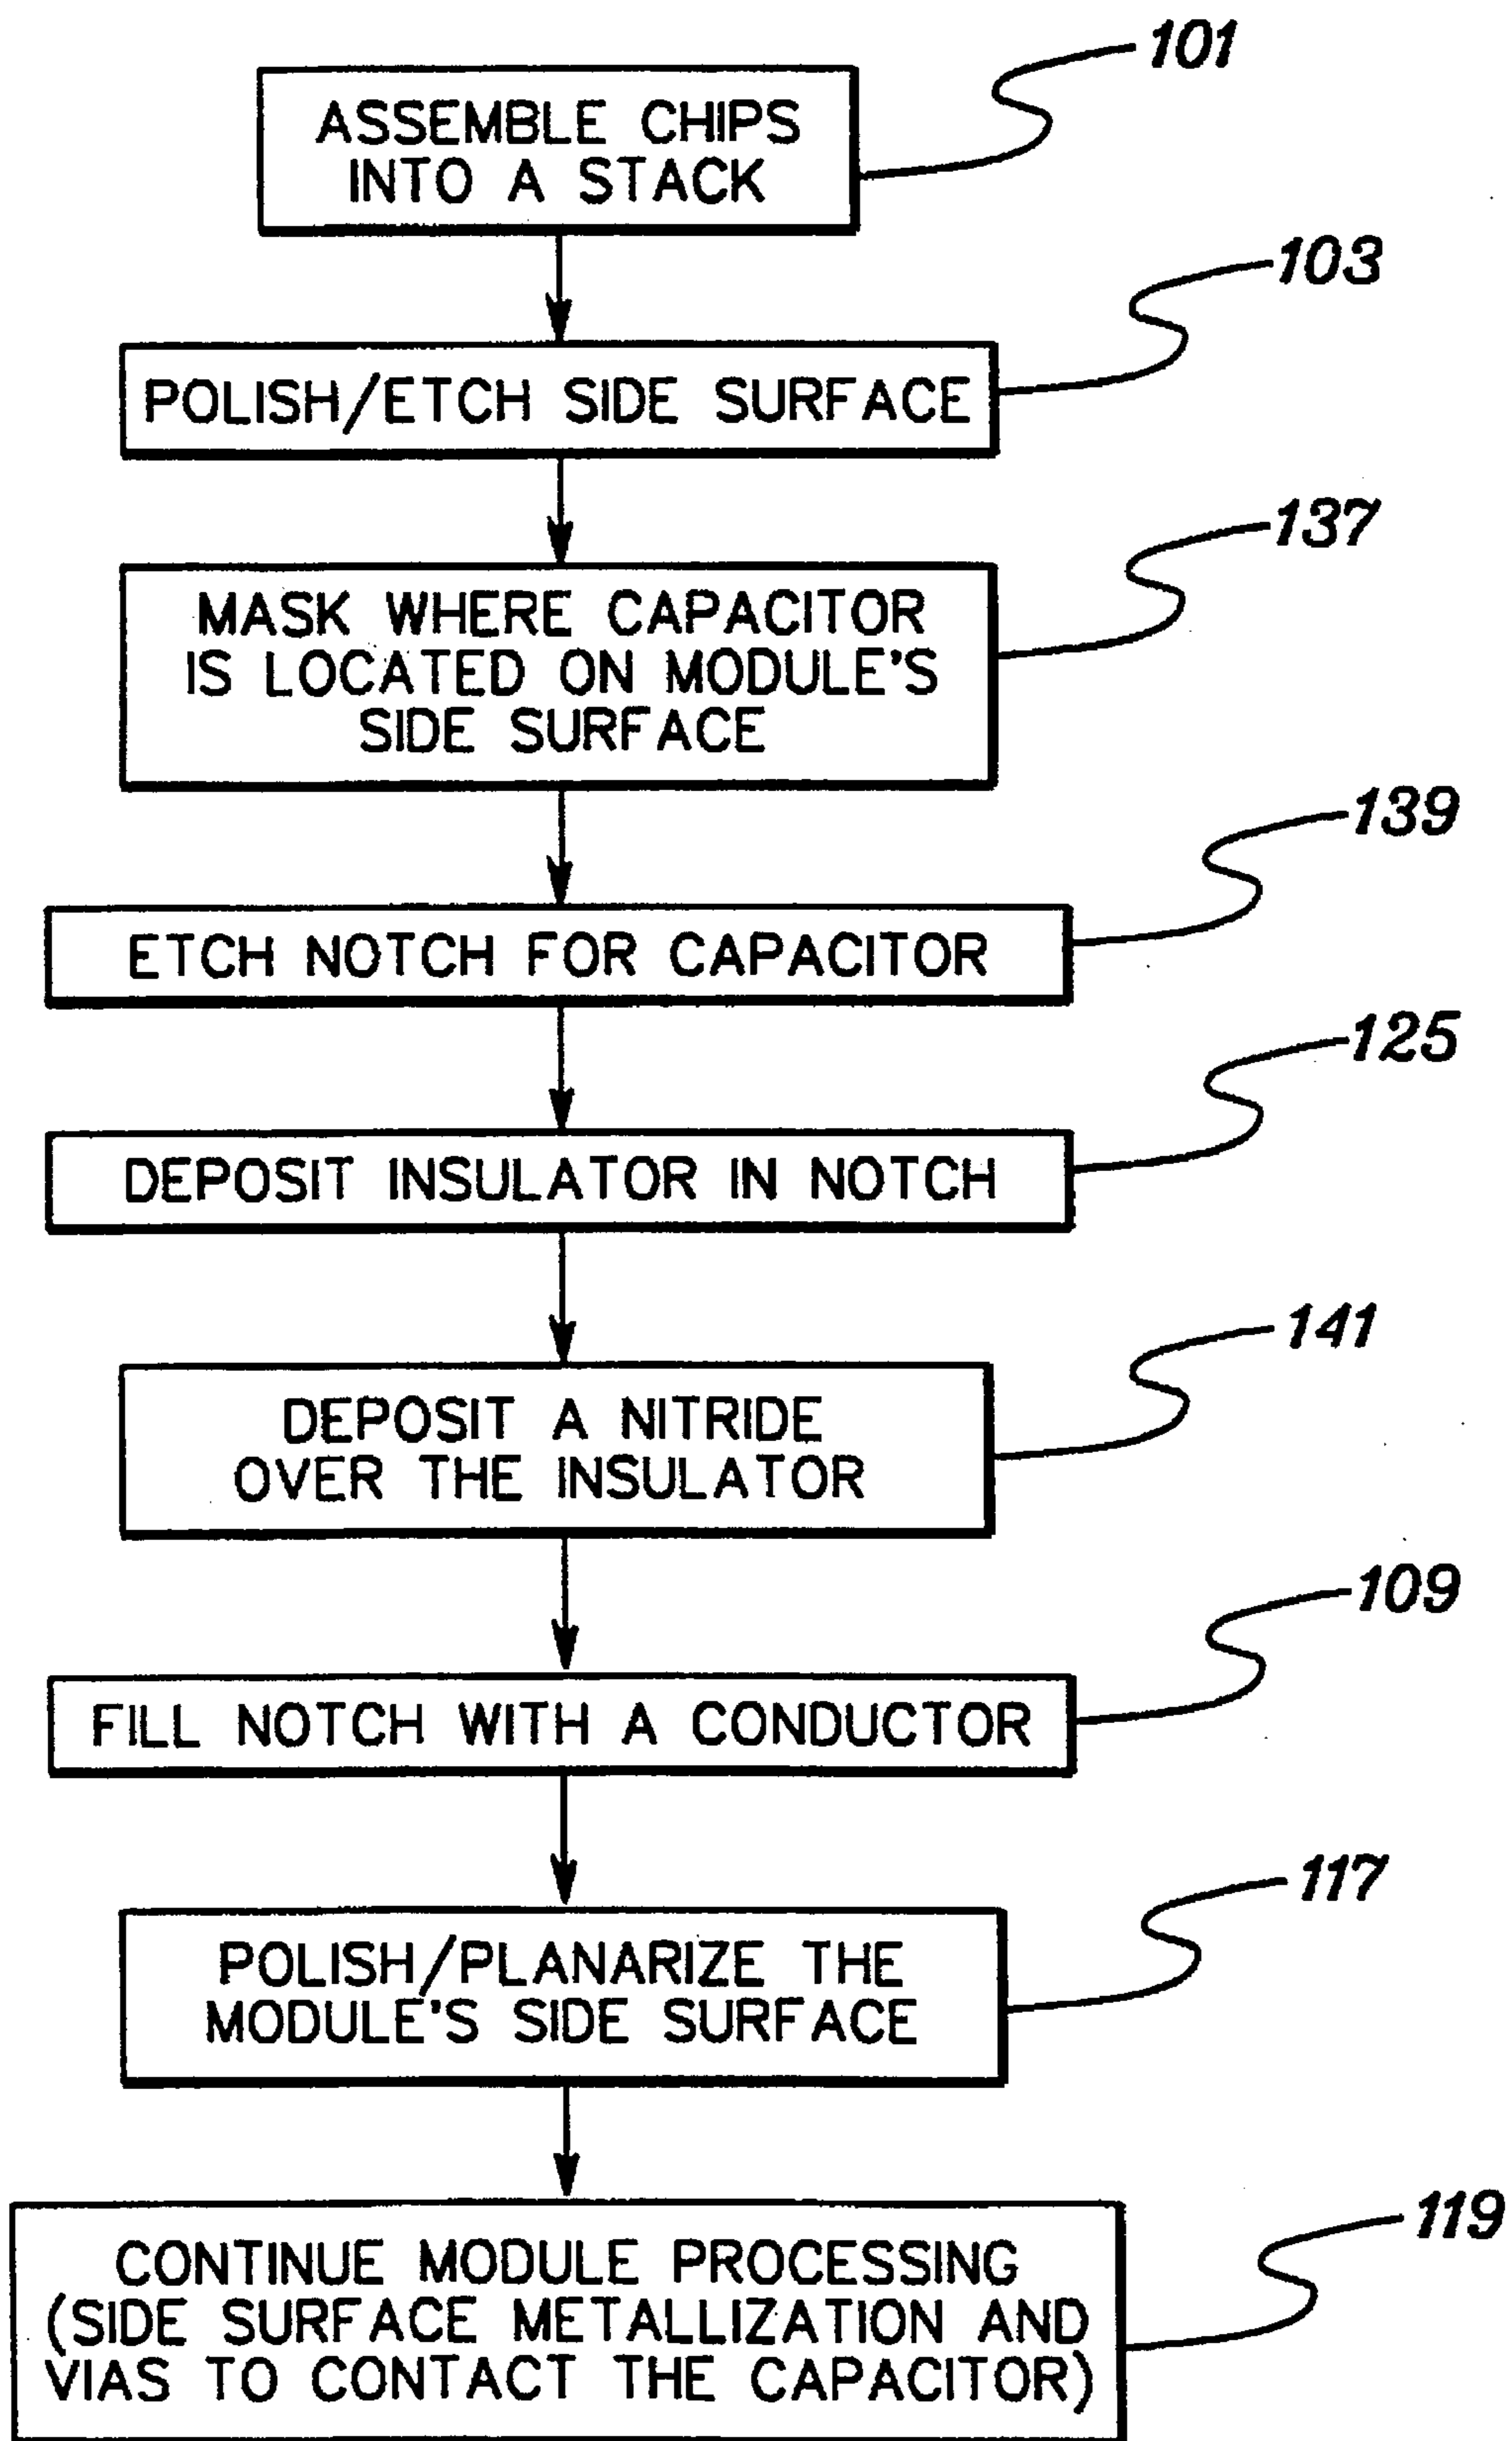 101
ASSEMBLE CHIPS
INTO A STACK
103
POLISH/ETCH SIDE SURFACE
137
MASK WHERE CAPACITOR
IS LOCATED ON MODULE'S
SIDE SURFACE
139
ETCH NOTCH FOR CAPACITOR
125
DEPOSIT INSULATOR IN NOTCH
141
DEPOSIT A NITRIDE
OVER THE INSULATOR
109
FILL NOTCH WITH A CONDUCTOR
117
POLISH/PLANARIZE THE
MODULE'S SIDE SURFACE
119
CONTINUE MODULE PROCESSING
(SIDE SURFACE METALLIZATION AND
VIAS TO CONTACT THE CAPACITOR)